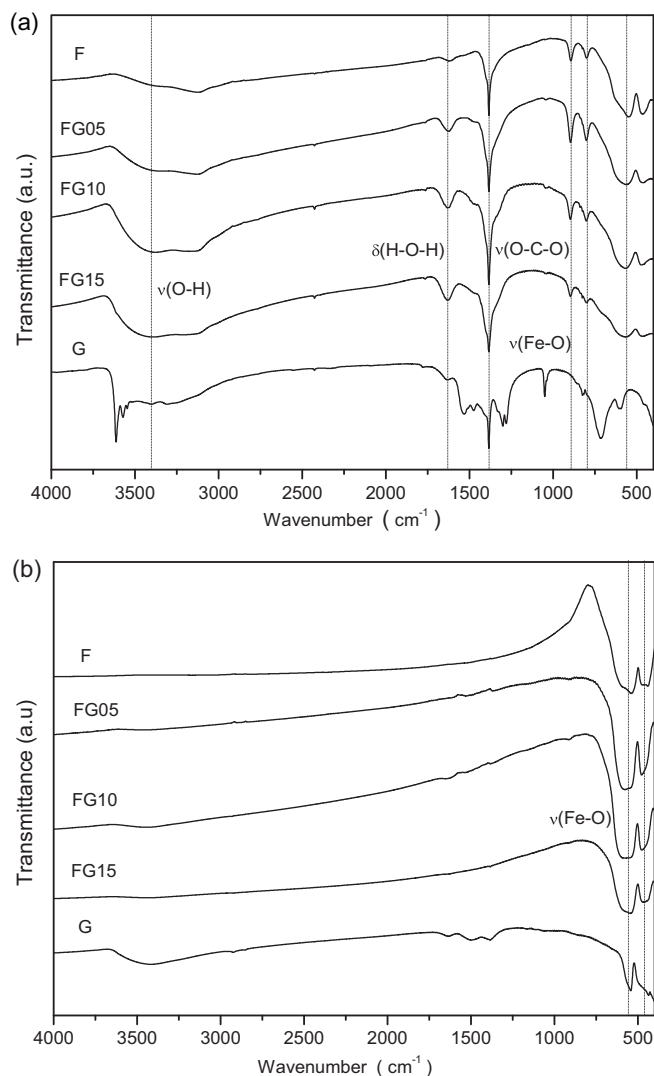 (a)
F
FG05
FG10
δ(H-O-H)
ν(O-C-O)
ν(O-H)
FG15
ν(Fe-O)
G
Transmittance (a.u.)
4000 3500 3000 2500 2000 1500 1000 500
Wavenumber ( cm⁻¹ )
(b)
F
FG05
FG10
ν(Fe-O)
FG15
G
Transmittance (a.u)
4000 3500 3000 2500 2000 1500 1000 500
Wavenumber ( cm⁻¹ )